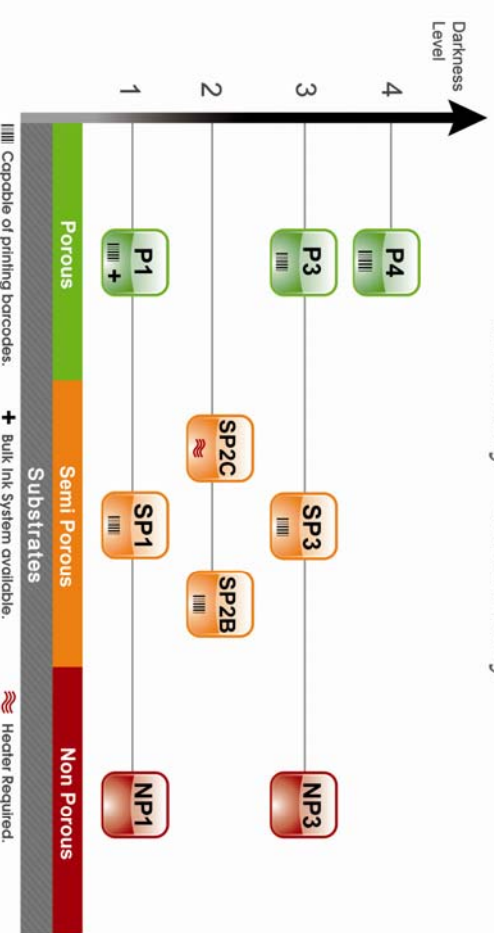 Darkness
Level
4
3
2
1
P4
P3
SP3
NP3
SP2C
SP2B
P1
SP1
NP1
Porous
Semi Porous
Non Porous
Substrates
Capable of printing barcodes.
+ Bulk Ink System available.
Heater Required.